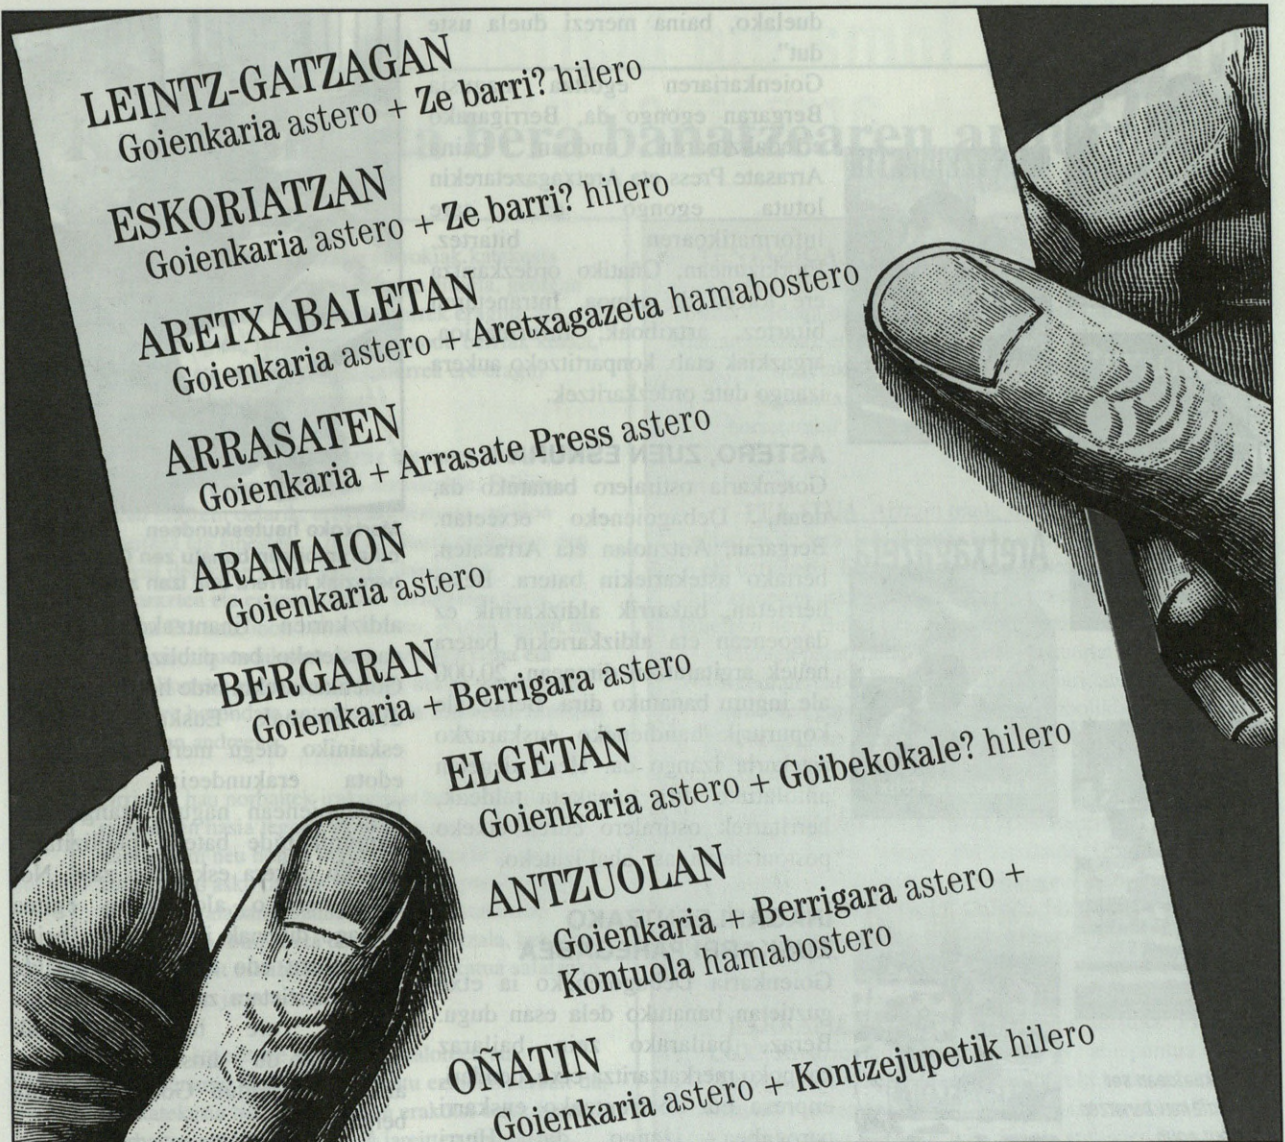 LEINTZ-GATZAGAN
Goienkaria astero + Ze barri? hilero
ESKORIATZAN
Goienkaria astero + Ze barri? hilero
ARETXABALETAN
Goienkaria astero + Aretxagazeta hamabostero
ARRASATEN
Goienkaria + Arrasate Press astero
ARAMAION
Goienkaria astero
BERGARAN
Goienkaria + Berrigara astero
ELGETAN
Goienkaria astero + Goibekokale? hilero
ANTZUOLAN
Goienkaria + Berrigara astero +
Kontuola hamabostero
OÑATIN
Goienkaria astero + Kontzejupetik hilero